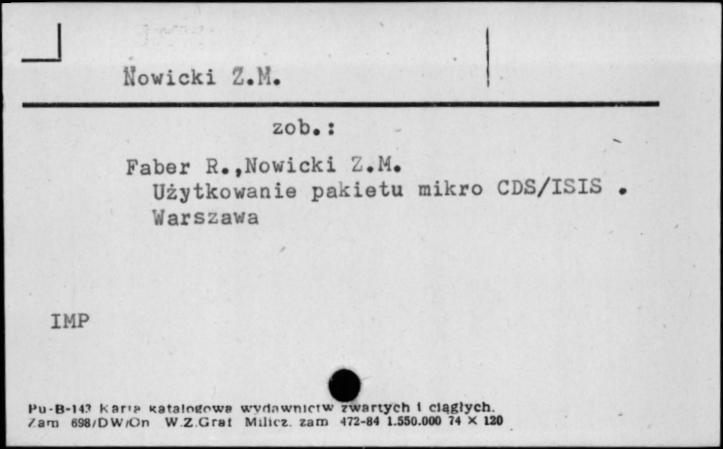 Nowicki Z.M.
zob.:
Faber R.,Nowicki Z.M.
Użytkowanie pakietu mikro CDS/ISIS .
Warszawa
IMP
Pu-B-143 Karta katalogowa wydawnictw zwartych i ciągłych.
Zam 698/DW/On W.Z.Graf Milicz. zam 472-84 1.550.000 74 X 120